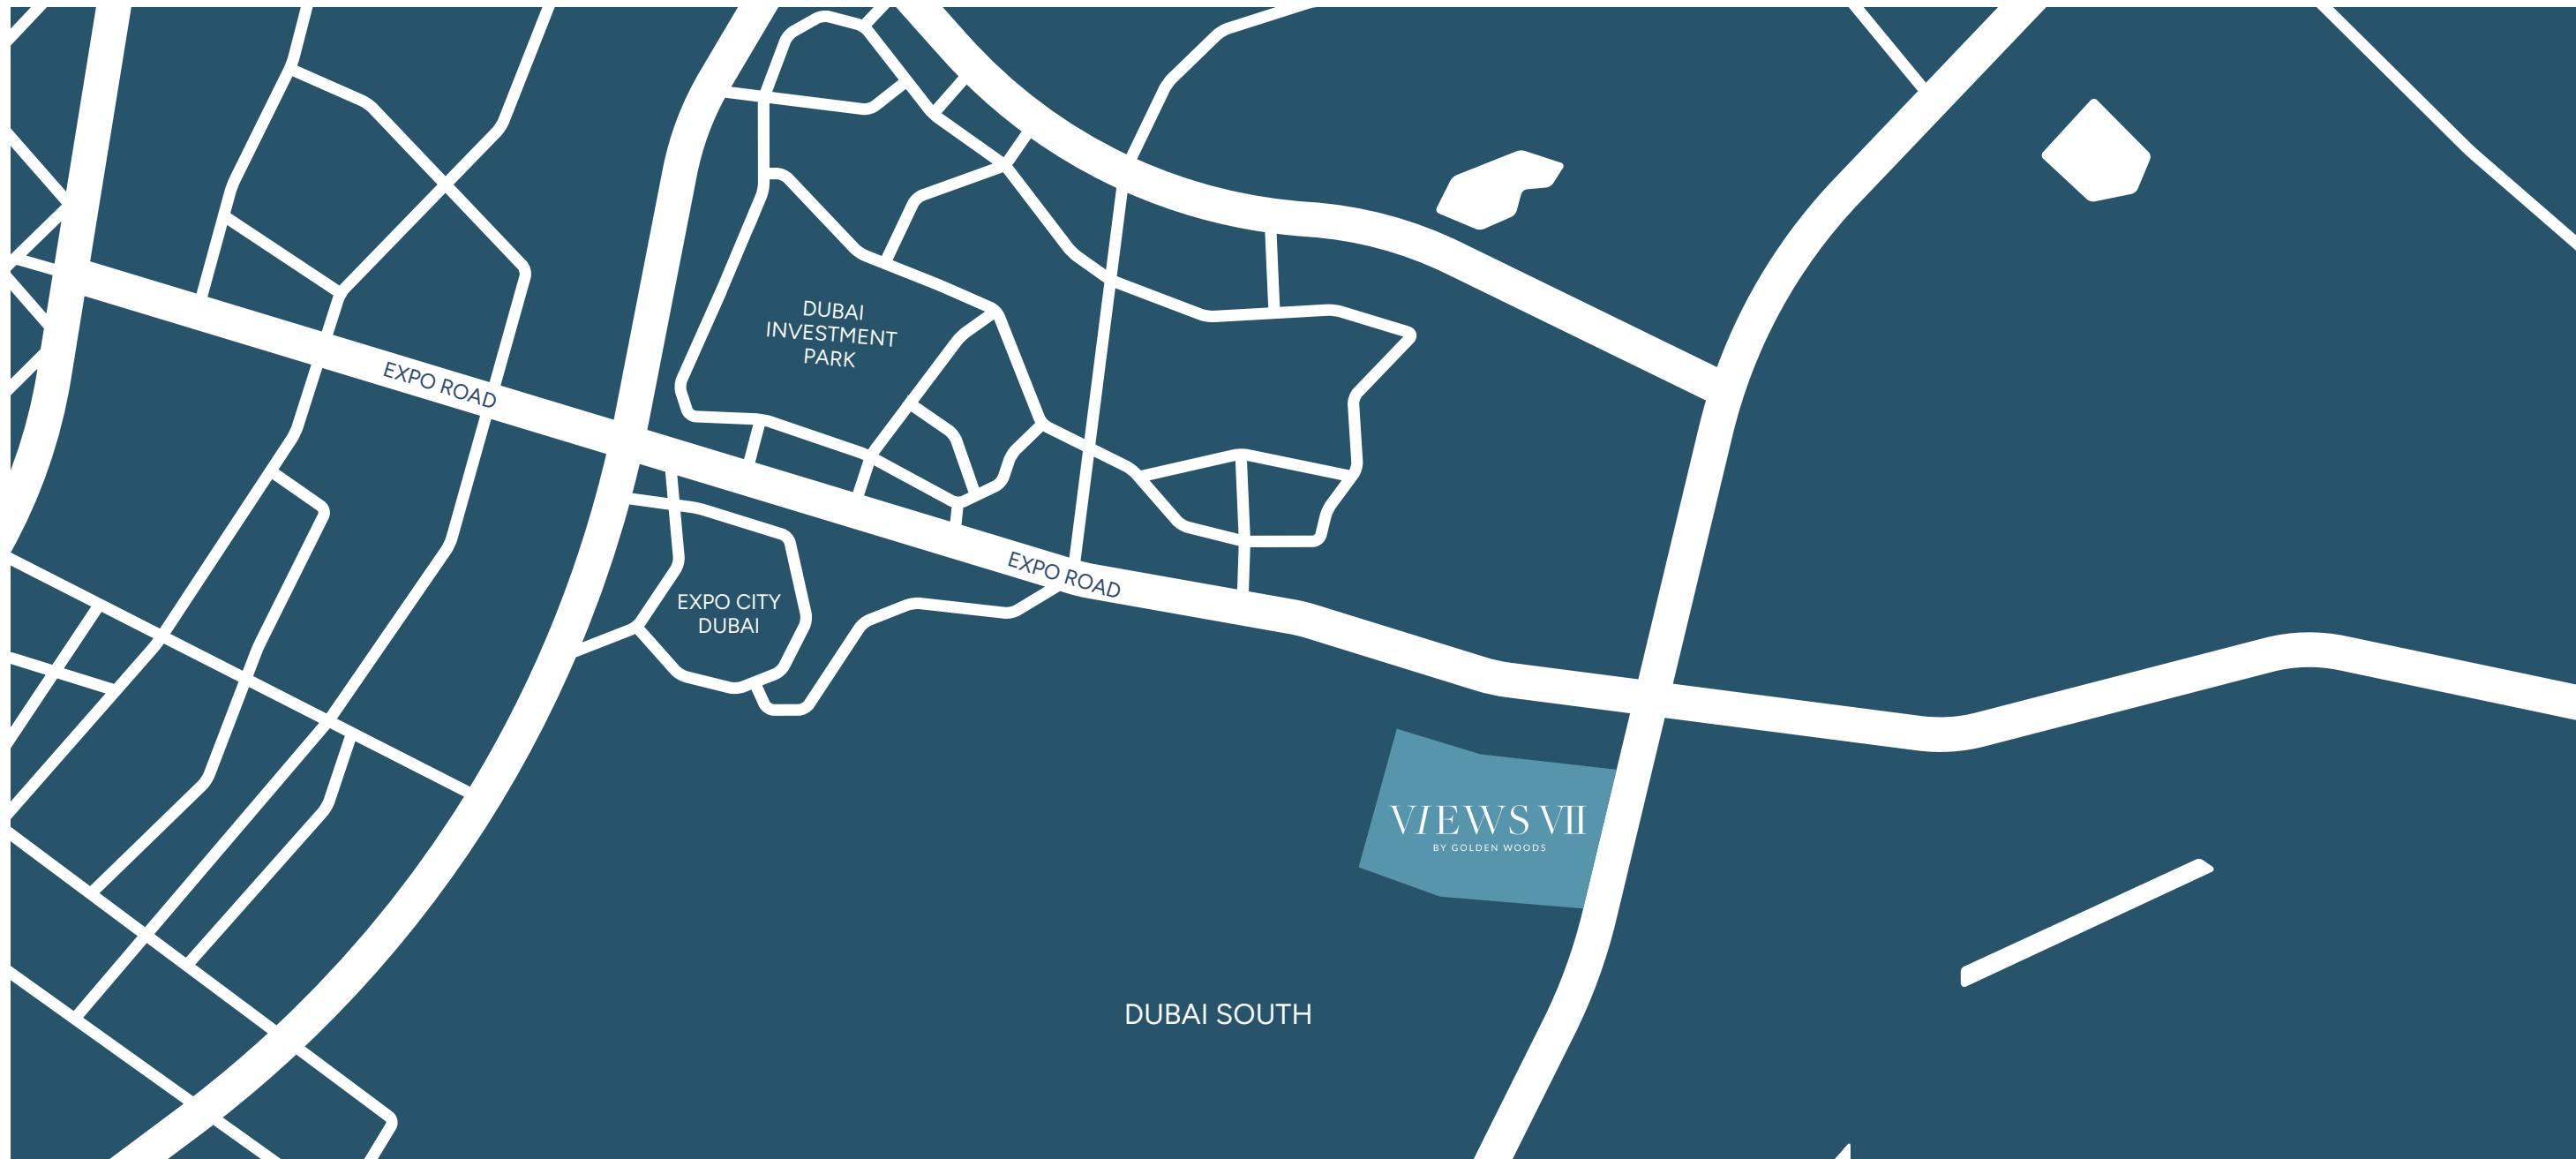 DUBAI
INVESTMENT
PARK
EXPO ROAD
EXPO ROAD
EXPO CITY
DUBAI
VIEWS VII
BY GOLDEN WOODS
DUBAI SOUTH